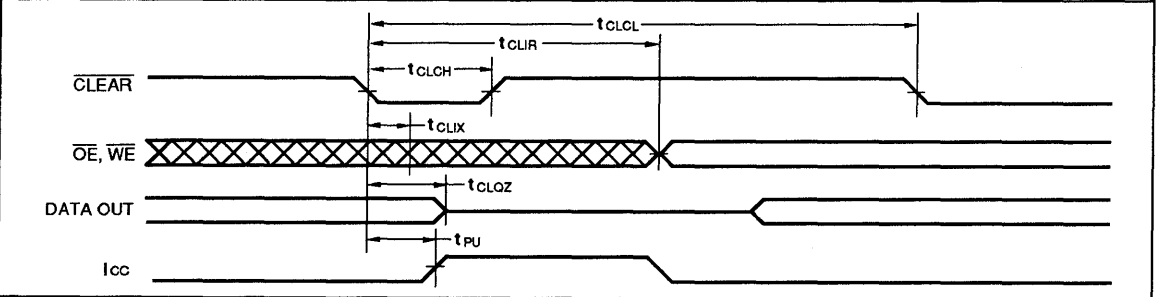 tCLCL
tCLIR
tCLCH
CLEAR
tCLIX
OE, WE
tCLQZ
DATA OUT
tPU
Icc